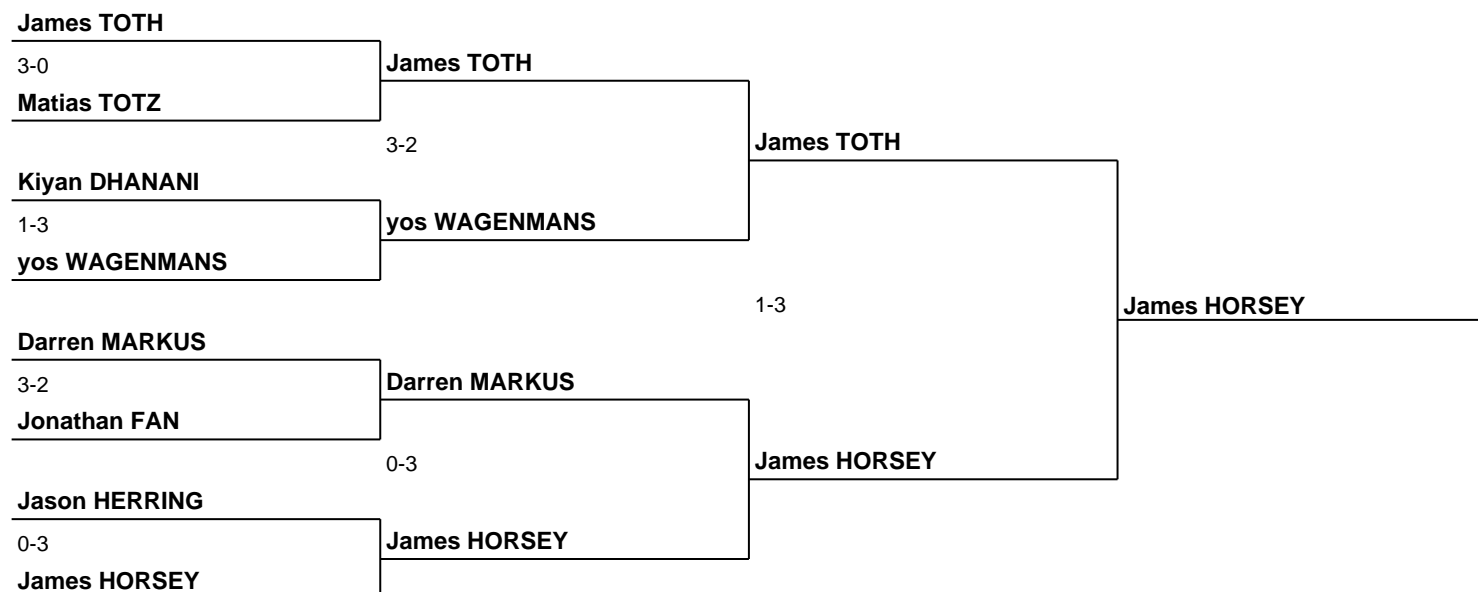 James TOTH
3-0
James TOTH
Matias TOTZ
3-2
James TOTH
Kiyan DHANANI
1-3
yos WAGENMANS
yos WAGENMANS
1-3
James HORSEY
Darren MARKUS
3-2
Darren MARKUS
Jonathan FAN
0-3
James HORSEY
Jason HERRING
0-3
James HORSEY
James HORSEY